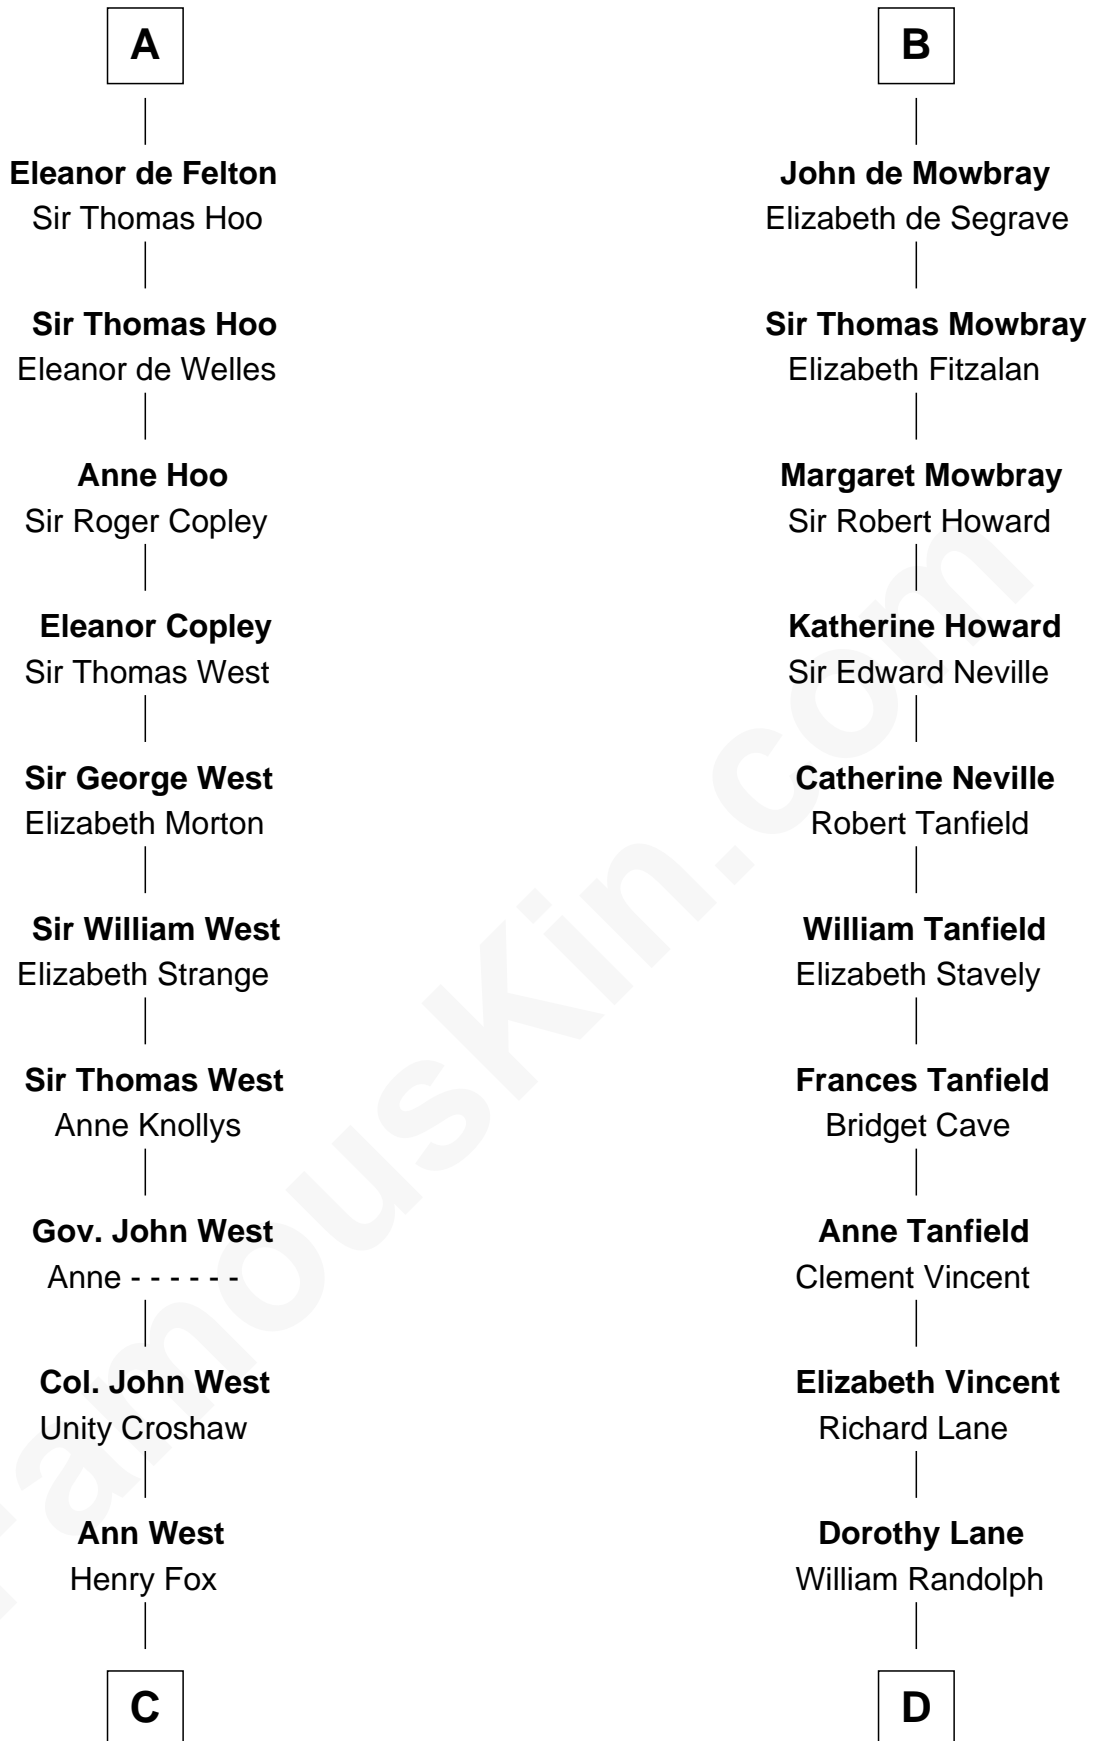 A
Eleanor de Felton
Sir Thomas Hoo
Sir Thomas Hoo
Eleanor de Welles
Anne Hoo
Sir Roger Copley
Eleanor Copley
Sir Thomas West
Sir George West
Elizabeth Morton
Sir William West
Elizabeth Strange
Sir Thomas West
Anne Knollys
Gov. John West
Anne - - - - - -
Col. John West
Unity Croshaw
Ann West
Henry Fox
C
B
John de Mowbray
Elizabeth de Segrave
Sir Thomas Mowbray
Elizabeth Fitzalan
Margaret Mowbray
Sir Robert Howard
Katherine Howard
Sir Edward Neville
Catherine Neville
Robert Tanfield
William Tanfield
Elizabeth Stavely
Frances Tanfield
Bridget Cave
Anne Tanfield
Clement Vincent
Elizabeth Vincent
Richard Lane
Dorothy Lane
William Randolph
D
FamousKin.com